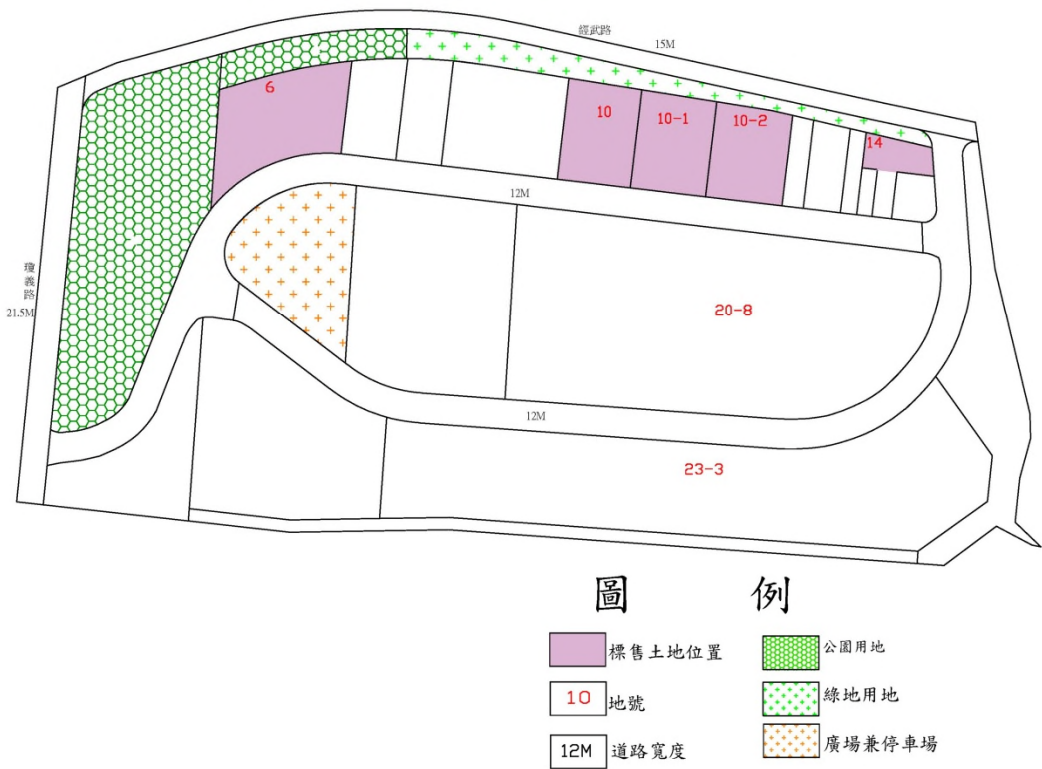 經武路
15M
6
10
10-1
10-2
14
12M
瓊義路
21.5M
20-8
12M
23-3
圖例
標售土地位置
公園用地
10 地號
綠地用地
12M 道路寬度
廣場兼停車場